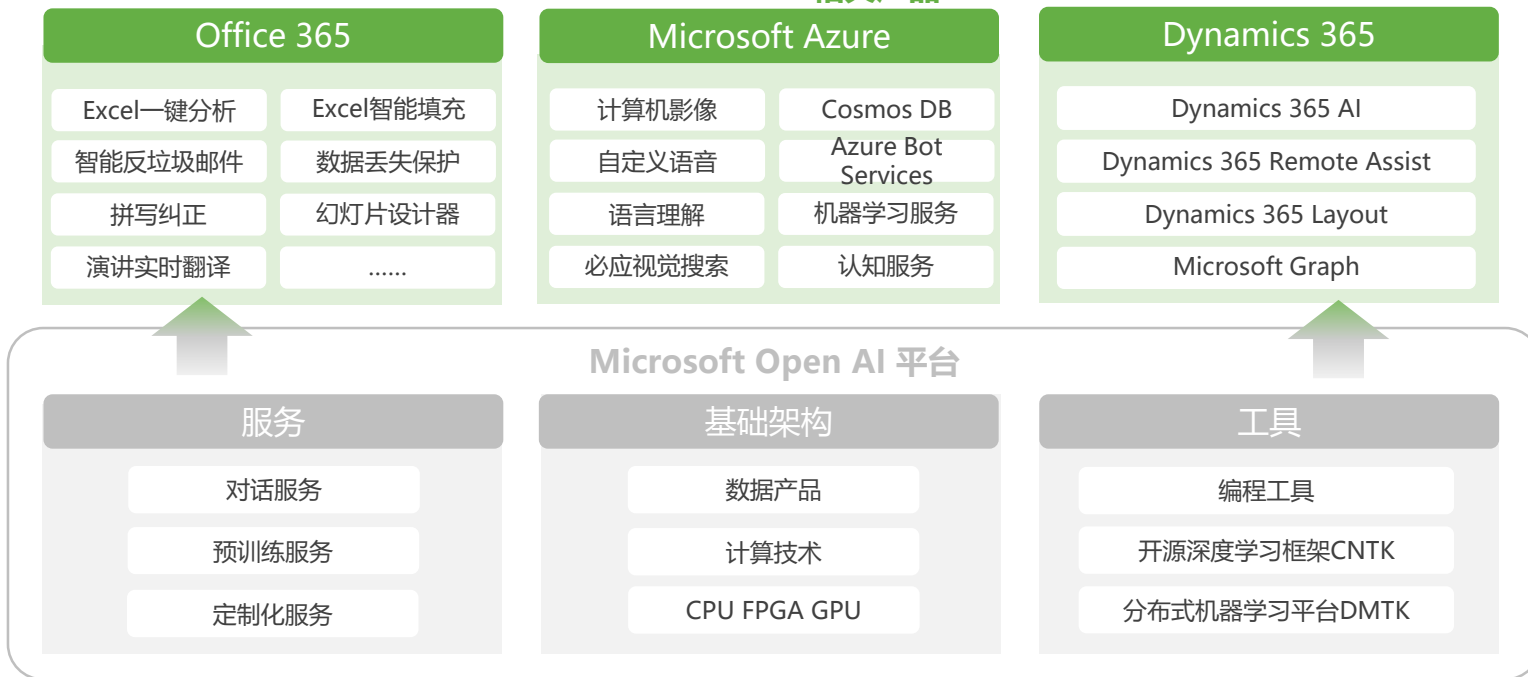 Office 365
Microsoft Azure
Dynamics 365
Excel一键分析
Excel智能填充
智能反垃圾邮件
数据丢失保护
拼写纠正
幻灯片设计器
演讲实时翻译
……
计算机影像
Cosmos DB
自定义语音
Azure Bot
Services
语言理解
机器学习服务
必应视觉搜索
认知服务
Dynamics 365 AI
Dynamics 365 Remote Assist
Dynamics 365 Layout
Microsoft Graph
Microsoft Open AI 平台
服务
基础架构
工具
对话服务
预训练服务
定制化服务
数据产品
计算技术
CPU FPGA GPU
编程工具
开源深度学习框架CNTK
分布式机器学习平台DMTK